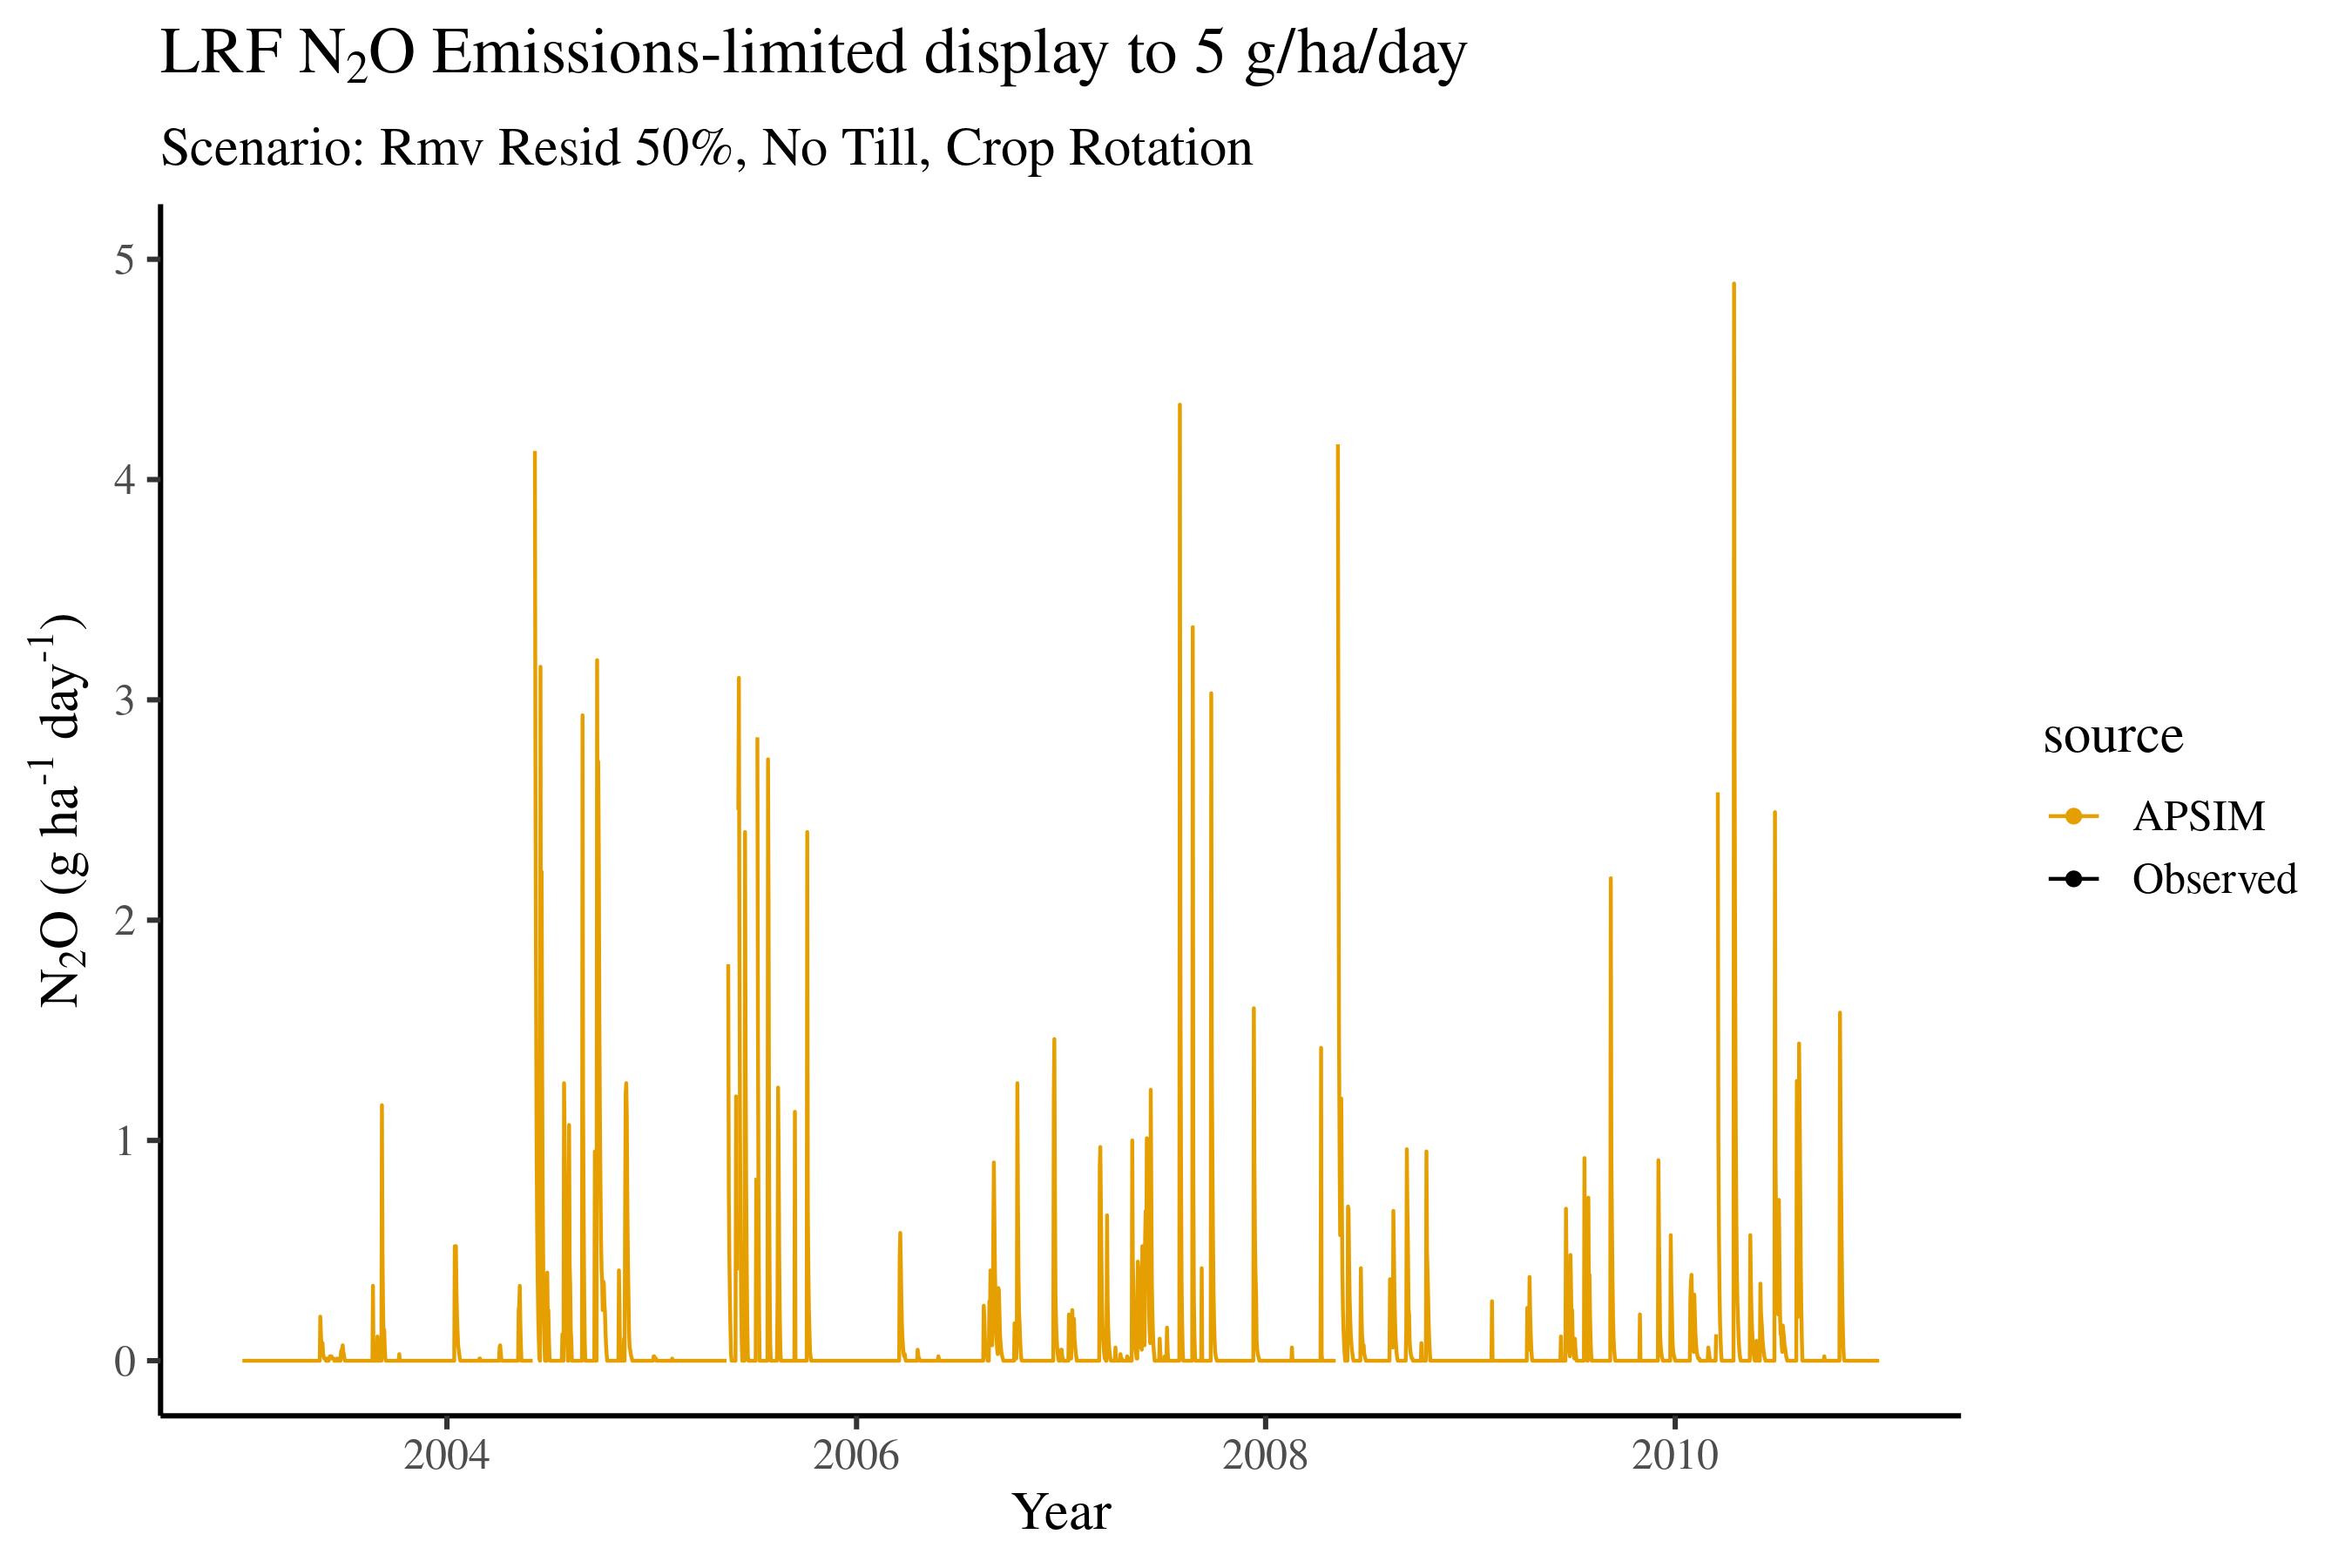 LRF N₂O Emissions-limited display to 5 g/ha/day
Scenario: Rmv Resid 50%, No Till, Crop Rotation
N₂O (g ha⁻¹ day⁻¹)
5
4
3
2
1
0
2004
2006
2008
2010
Year
source
APSIM
Observed